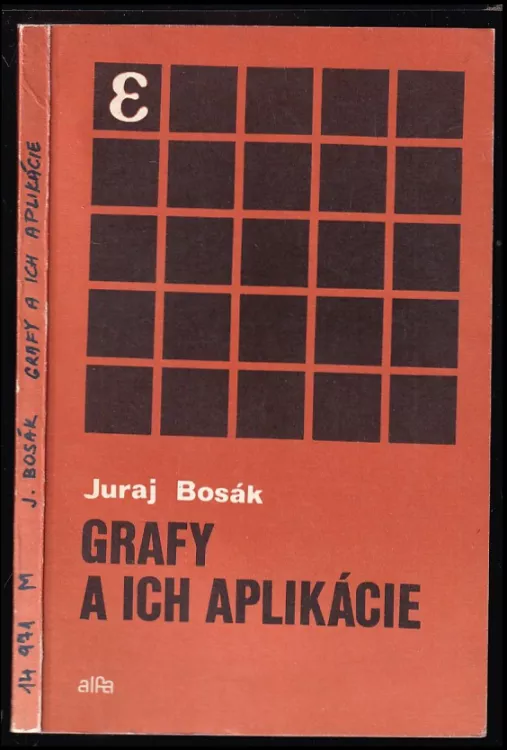 ε
Juraj Bosák
GRAFY
A ICH APLIKÁCIE
alfa
14 971 M J. BOSÁK GRAFY A ICH APLIKÁCIE